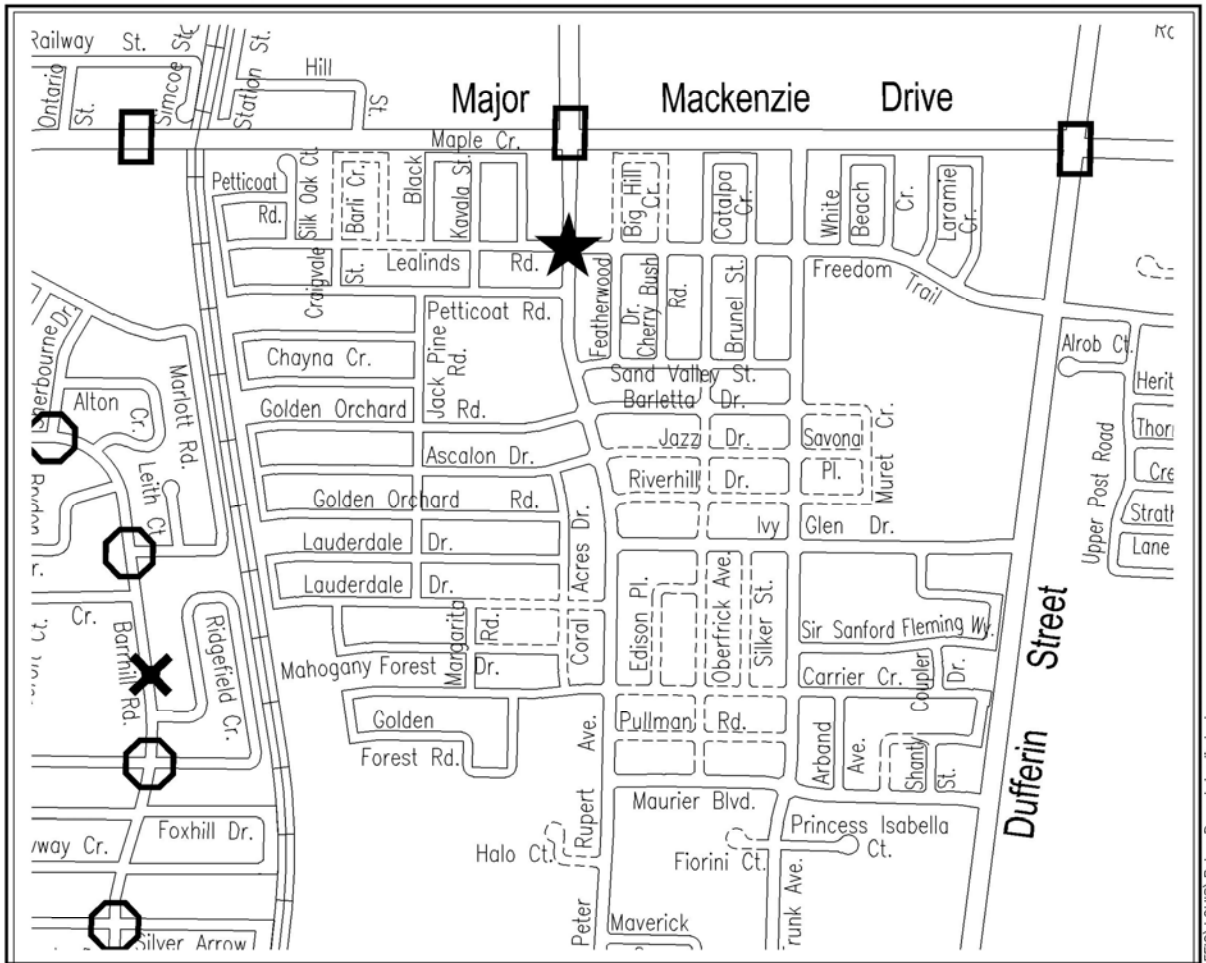 Railway St.
Ontario St.
Simcoe St.
Station St.
Hill St.
Major Mackenzie Drive
Maple Cr.
Petticoat Rd.
Silk Oak Ct.
Barli Cr.
Black
Kavala St.
Big Hill Cr.
Catalpa Cr.
White Beach Cr.
Laramie Cr.
Craigvale St.
Lealinds Rd.
Featherwood Dr.
Cherry Bush Rd.
Brunel St.
Freedom Trail
Petticoat Rd.
Jack Pine Rd.
Chayna Cr.
Sand Valley St.
Barletta Dr.
Alrob Ct.
Alton Cr.
Marlott Rd.
Golden Orchard Rd.
Jazz Dr.
Savona Pl.
Muret Cr.
Leith Ct.
Ascalon Dr.
Riverhill Dr.
Upper Post Road
Golden Orchard Rd.
Ivy Glen Dr.
Lane
Lauderdale Dr.
Coral Acres Dr.
Lauderdale Dr.
Edison Pl.
Oberfrick Ave.
Silker St.
Cr.
Barrhill Rd.
Ridgefield Cr.
Margarita Rd.
Sir Sanford Fleming Wy.
Mahogany Forest Dr.
Carrier Cr.
Coupler Dr.
Dufferin Street
Golden Forest Rd.
Pullman Rd.
Arband Ave.
Shanty St.
Maurier Blvd.
Foxhill Dr.
Peter Rupert Ave.
Halo Ct.
Fiorini Ct.
Princess Isabella Ct.
Maverick
Silver Arrow